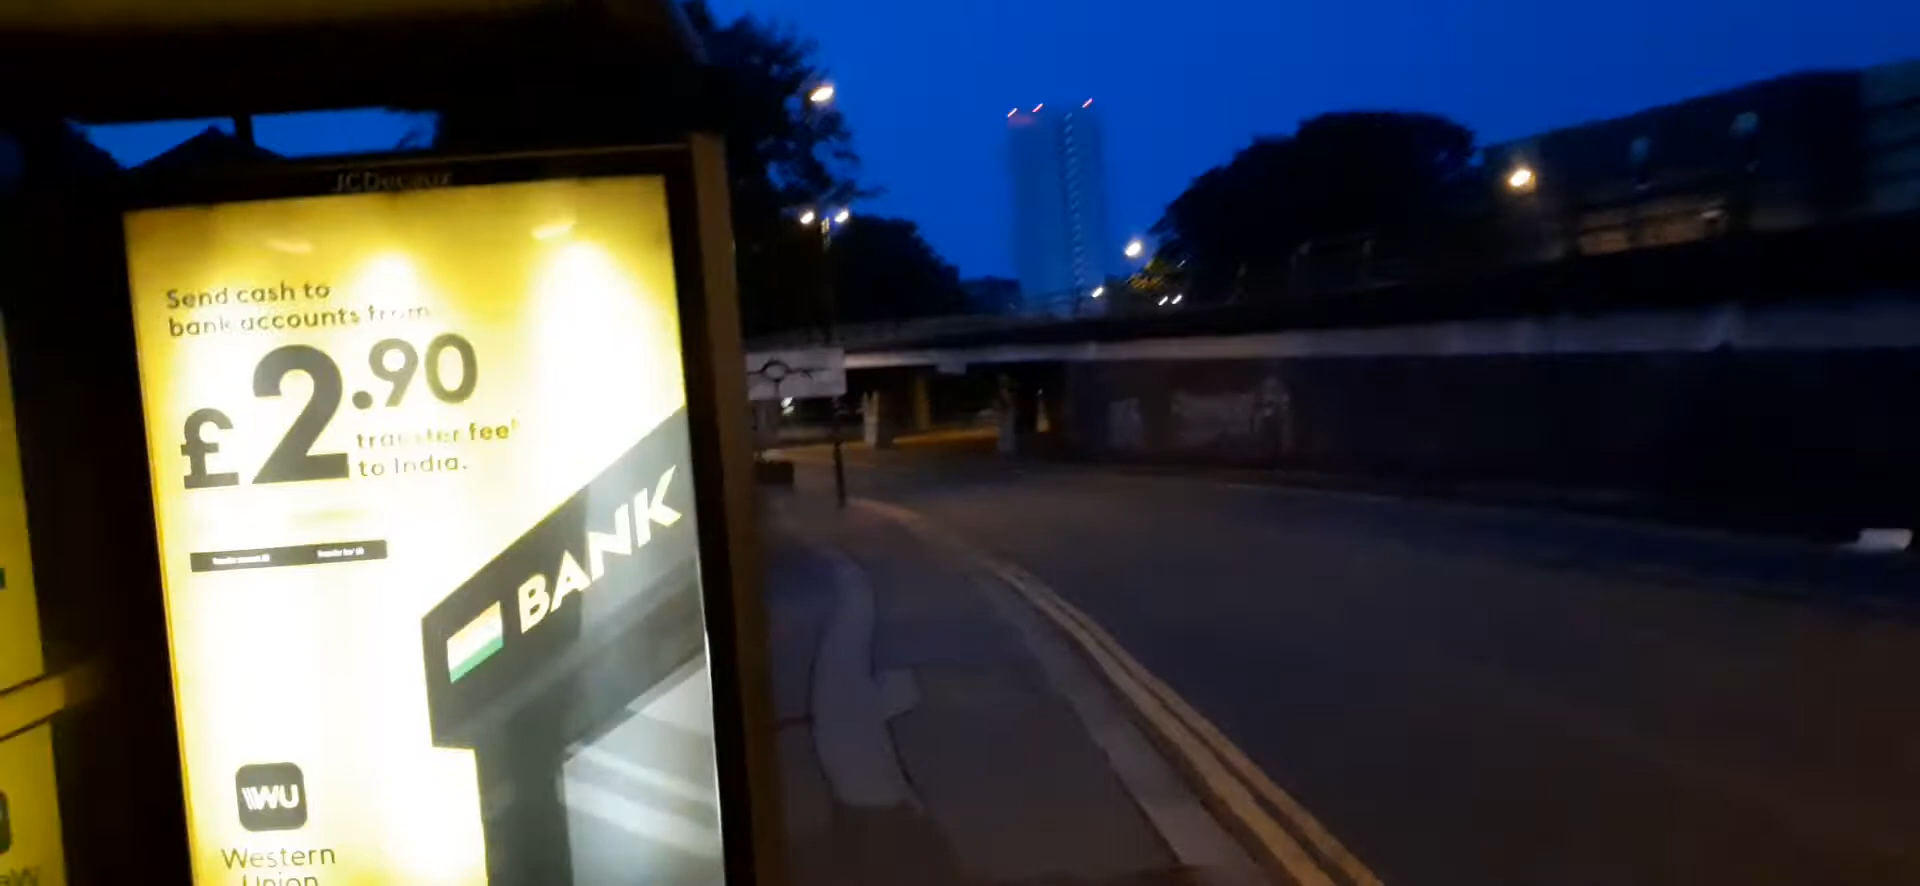 JCDecaux
Send cash to
bank accounts from
£2.90
transfer fee
to India.
BANK
WU
Western
Union